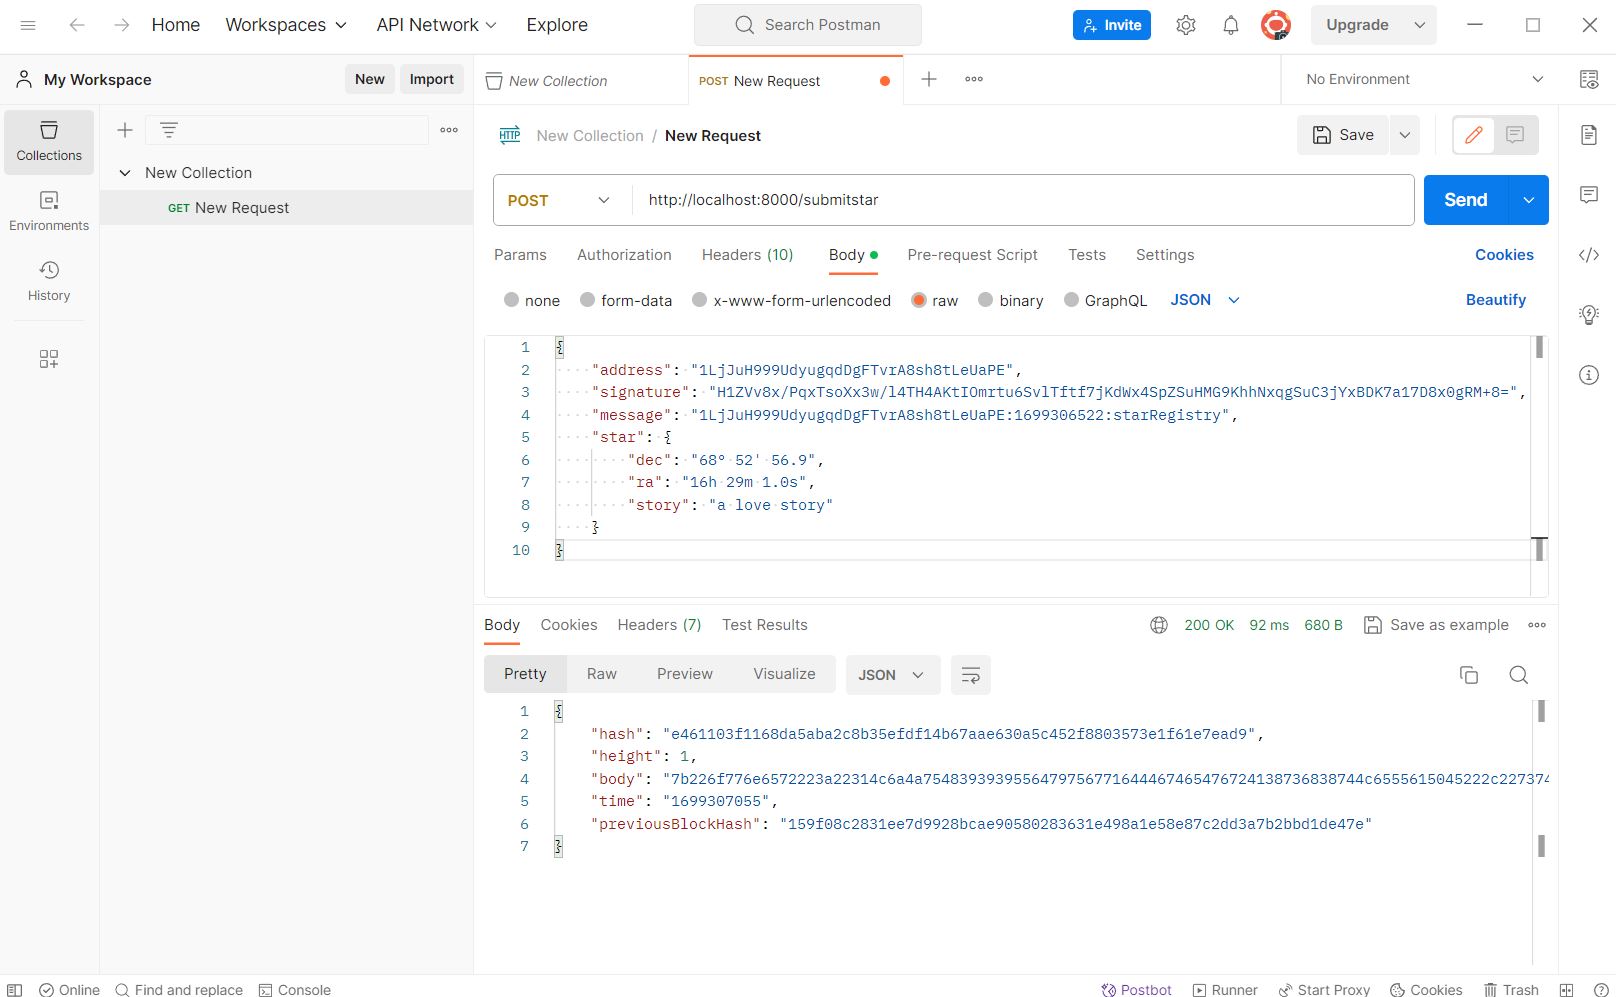 Home Workspaces API Network Explore Search Postman Invite Upgrade
My Workspace New Import New Collection POST New Request No Environment
Collections
Environments
History
New Collection
GET New Request
HTTP New Collection / New Request Save
POST http://localhost:8000/submitstar Send
Params Authorization Headers (10) Body Pre-request Script Tests Settings Cookies
none form-data x-www-form-urlencoded raw binary GraphQL JSON Beautify
1 {
2 "address": "1LjJuH999UdyugqdDgFTvrA8sh8tLeUaPE",
3 "signature": "H1ZVv8x/PqxTsoXx3w/l4TH4AKtIOmrtu6SvlTftf7jKdWx4SpZSuHMG9KhhNxqgSuC3jYxBDK7a17D8x0gRM+8=",
4 "message": "1LjJuH999UdyugqdDgFTvrA8sh8tLeUaPE:1699306522:starRegistry",
5 "star": {
6 "dec": "68° 52' 56.9",
7 "ra": "16h 29m 1.0s",
8 "story": "a love story"
9 }
10 }
Body Cookies Headers (7) Test Results 200 OK 92 ms 680 B Save as example
Pretty Raw Preview Visualize JSON
1 {
2 "hash": "e461103f1168da5aba2c8b35efdf14b67aae630a5c452f8803573e1f61e7ead9",
3 "height": 1,
4 "body": "7b226f776e6572223a22314c6a4a754839393955647975677164446746547672413873683874​4c6555615045222c227374
5 "time": "1699307055",
6 "previousBlockHash": "159f08c2831ee7d9928bcae90580283631e498a1e58e87c2dd3a7b2bbd1de47e"
7 }
Online Find and replace Console Postbot Runner Start Proxy Cookies Trash